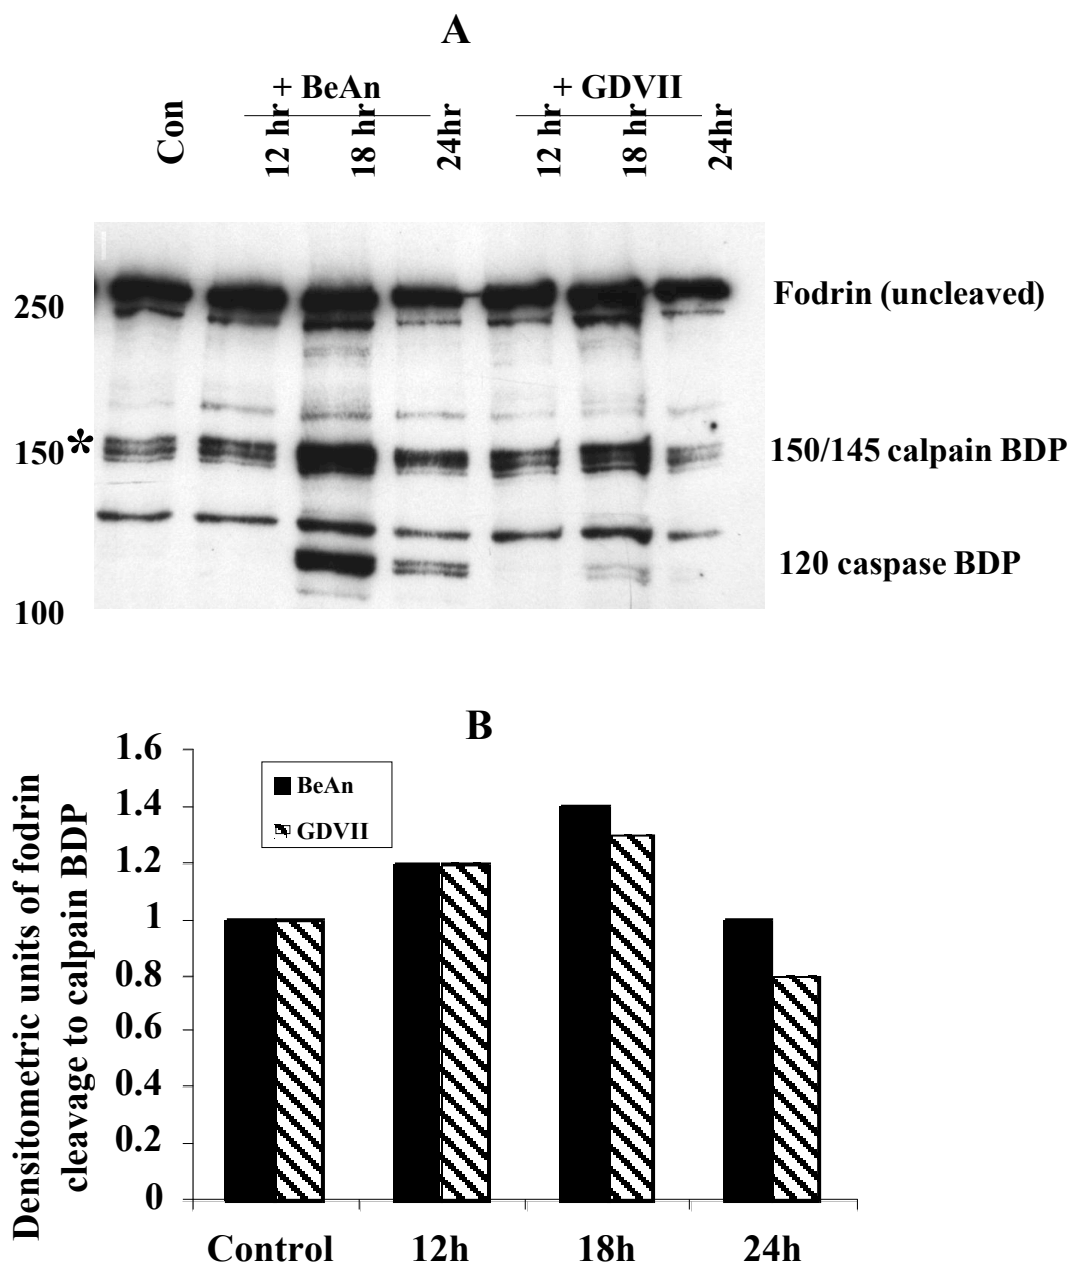 A
+ BeAn
+ GDVII
Con
12 hr
18 hr
24hr
12 hr
18 hr
24hr
250
Fodrin (uncleaved)
150*
150/145 calpain BDP
120 caspase BDP
100
B
Densitometric units of fodrin
cleavage to calpain BDP
1.6
1.4
1.2
1
0.8
0.6
0.4
0.2
0
BeAn
GDVII
Control
12h
18h
24h